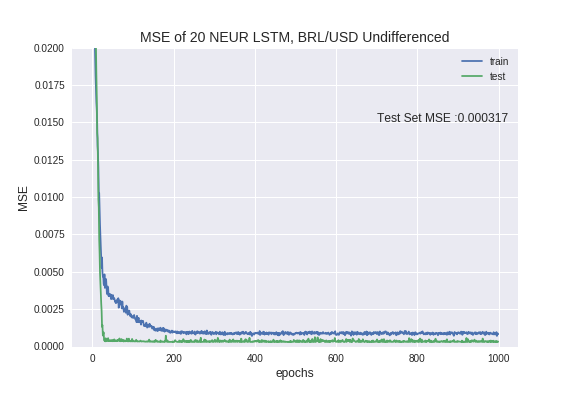 MSE of 20 NEUR LSTM, BRL/USD Undifferenced
train
test
Test Set MSE :0.000317
MSE
0.0200
0.0175
0.0150
0.0125
0.0100
0.0075
0.0050
0.0025
0.0000
0 200 400 600 800 1000
epochs